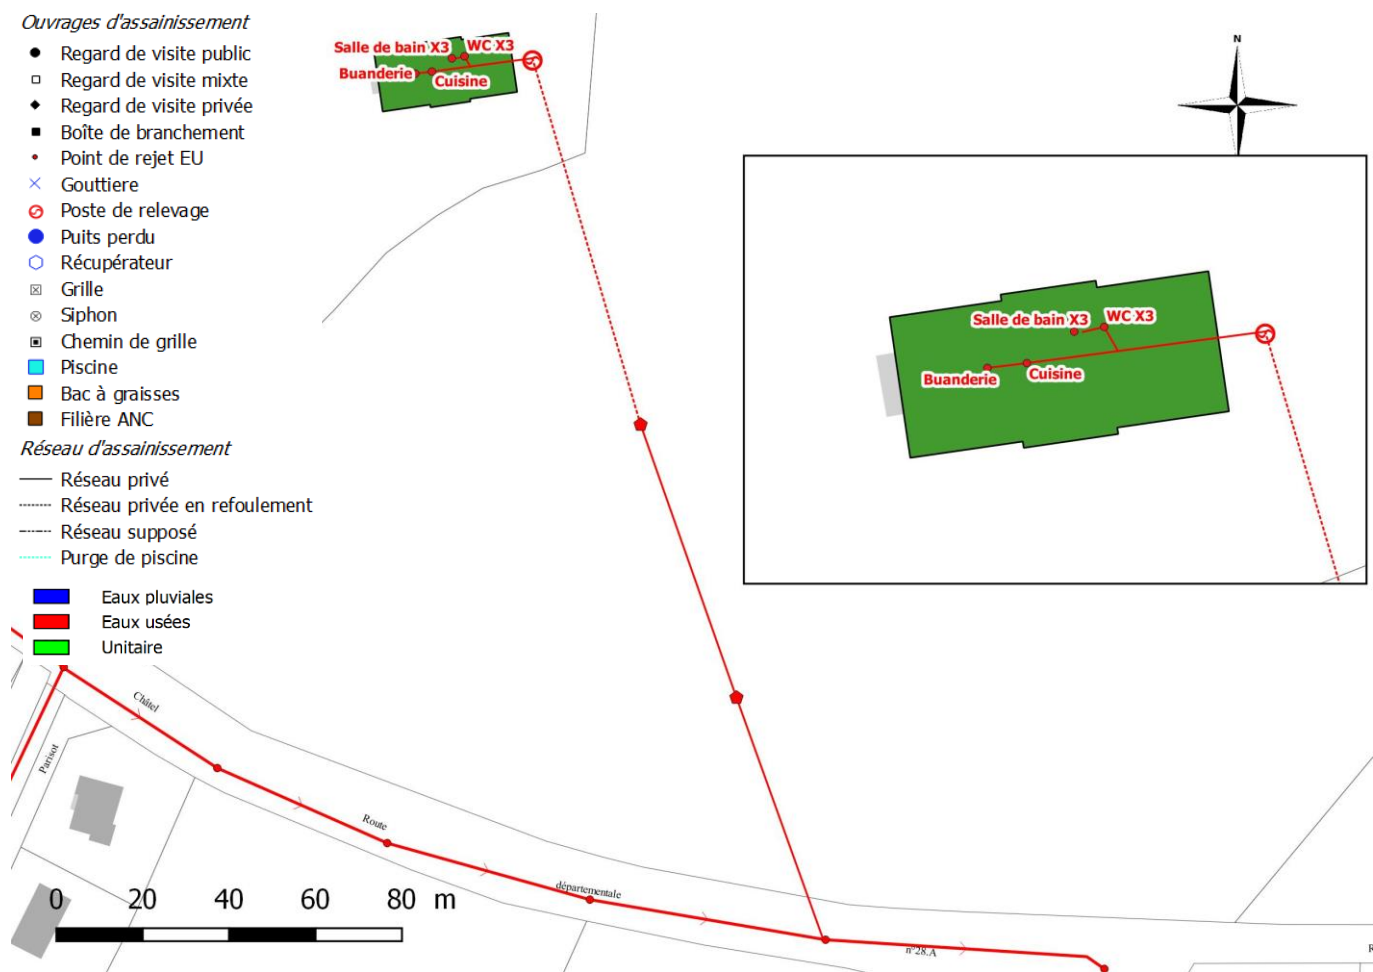 Ouvrages d'assainissement
Regard de visite public
Regard de visite mixte
Regard de visite privée
Boîte de branchement
Point de rejet EU
Gouttiere
Poste de relevage
Puits perdu
Récupérateur
Grille
Siphon
Chemin de grille
Piscine
Bac à graisses
Filière ANC
Réseau d'assainissement
Réseau privé
Réseau privée en refoulement
Réseau supposé
Purge de piscine
Eaux pluviales
Eaux usées
Unitaire
Salle de bain X3
WC X3
Buanderie
Cuisine
N
Salle de bain X3
WC X3
Buanderie
Cuisine
Châtel
Parisot
Route
départementale
n°28.A
R
0 20 40 60 80 m